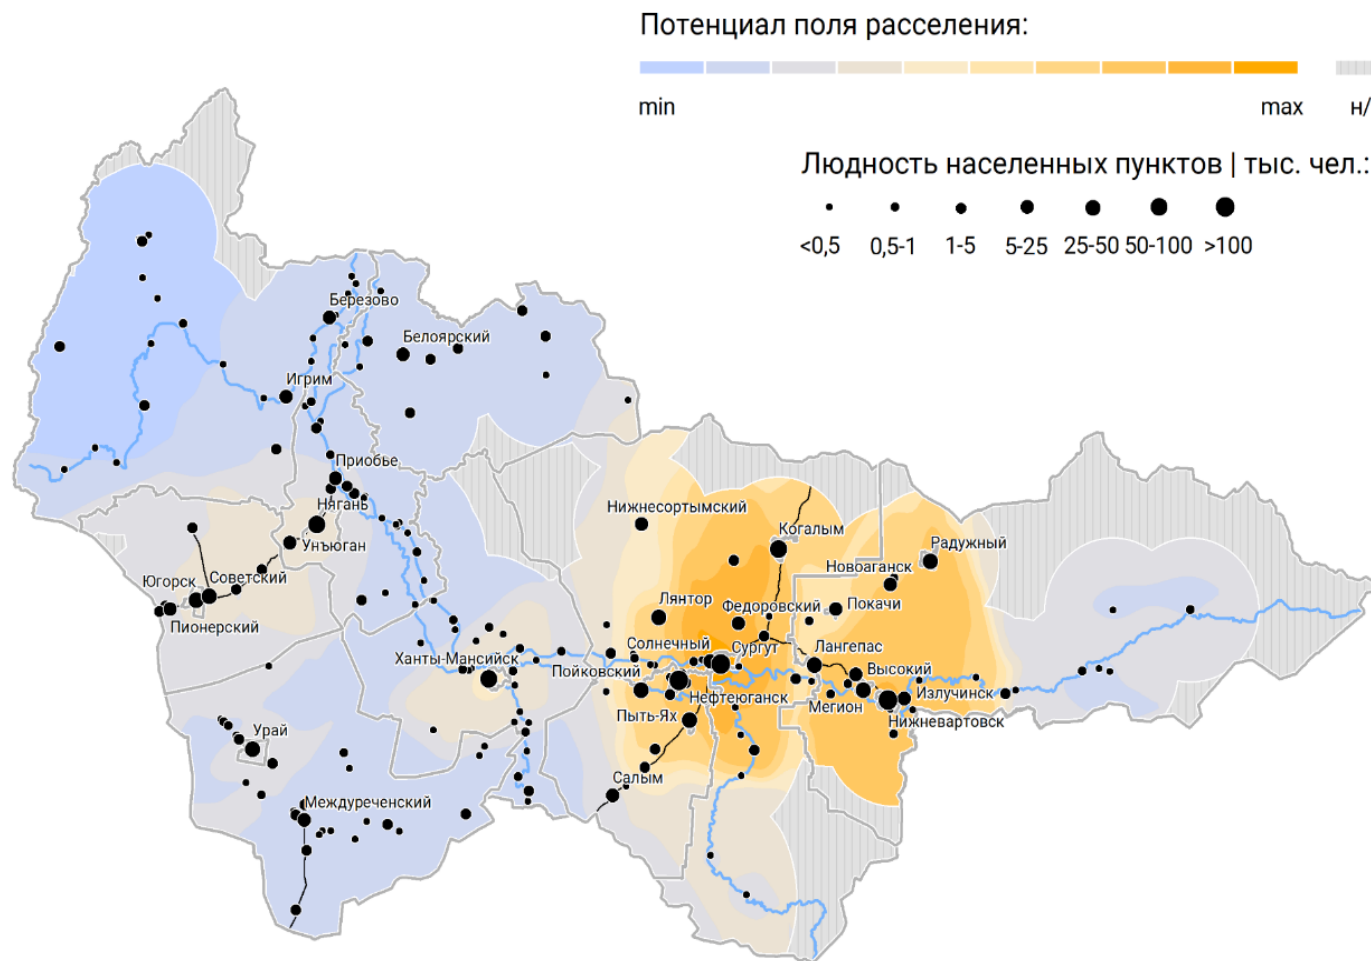 Потенциал поля расселения:
min
max
н/
Людность населенных пунктов | тыс. чел.:
<0,5
0,5-1
1-5
5-25
25-50
50-100
>100
Березово
Белоярский
Игрим
Приобье
Нягань
Унъюган
Нижнесортымский
Когалым
Радужный
Новоаганск
Югорск
Советский
Пионерский
Лянтор
Федоровский
Покачи
Солнечный
Сургут
Лангепас
Ханты-Мансийск
Пойковский
Высокий
Нефтеюганск
Мегион
Излучинск
Пыть-Ях
Нижневартовск
Урай
Салым
Междуреченский